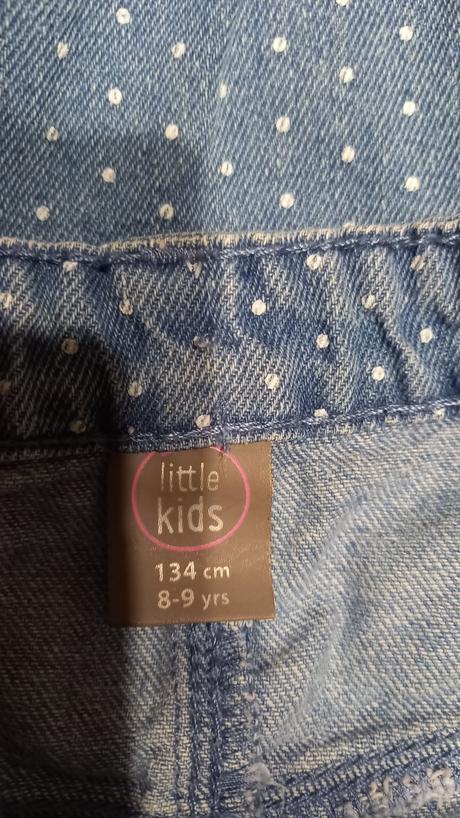 little
kids
134 cm
8-9 yrs